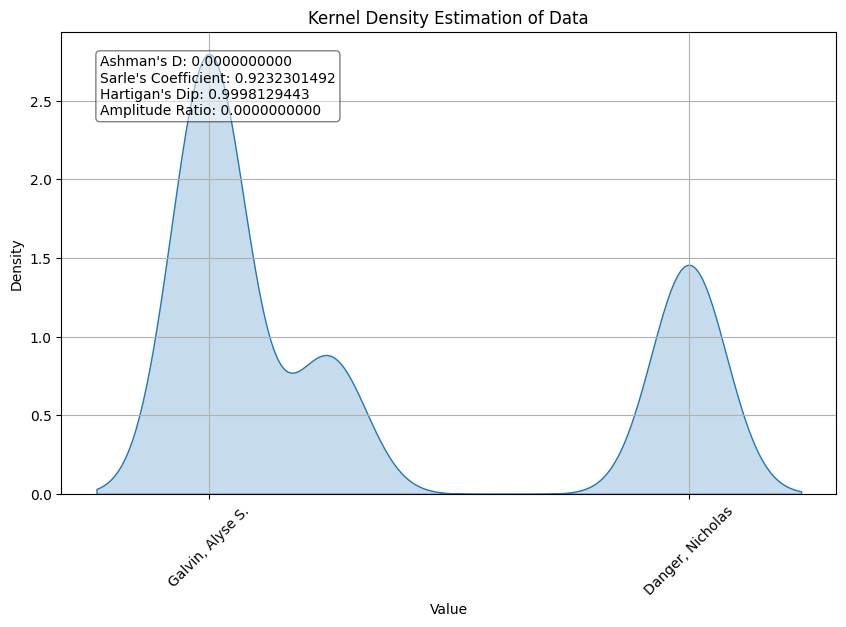 Kernel Density Estimation of Data
Ashman's D: 0.0000000000
Sarle's Coefficient: 0.9232301492
Hartigan's Dip: 0.9998129443
Amplitude Ratio: 0.0000000000
2.5
2.0
1.5
1.0
0.5
0.0
Density
Galvin, Alyse S.
Danger, Nicholas
Value